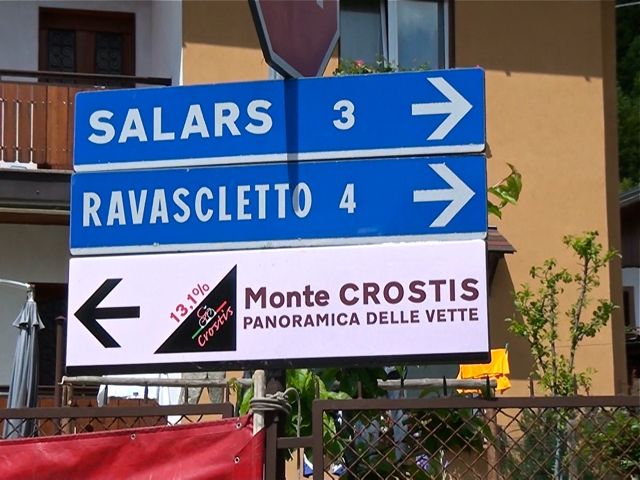 SALARS 3
RAVASCLETTO 4
13,1%
Crostis
Monte CROSTIS
PANORAMICA DELLE VETTE